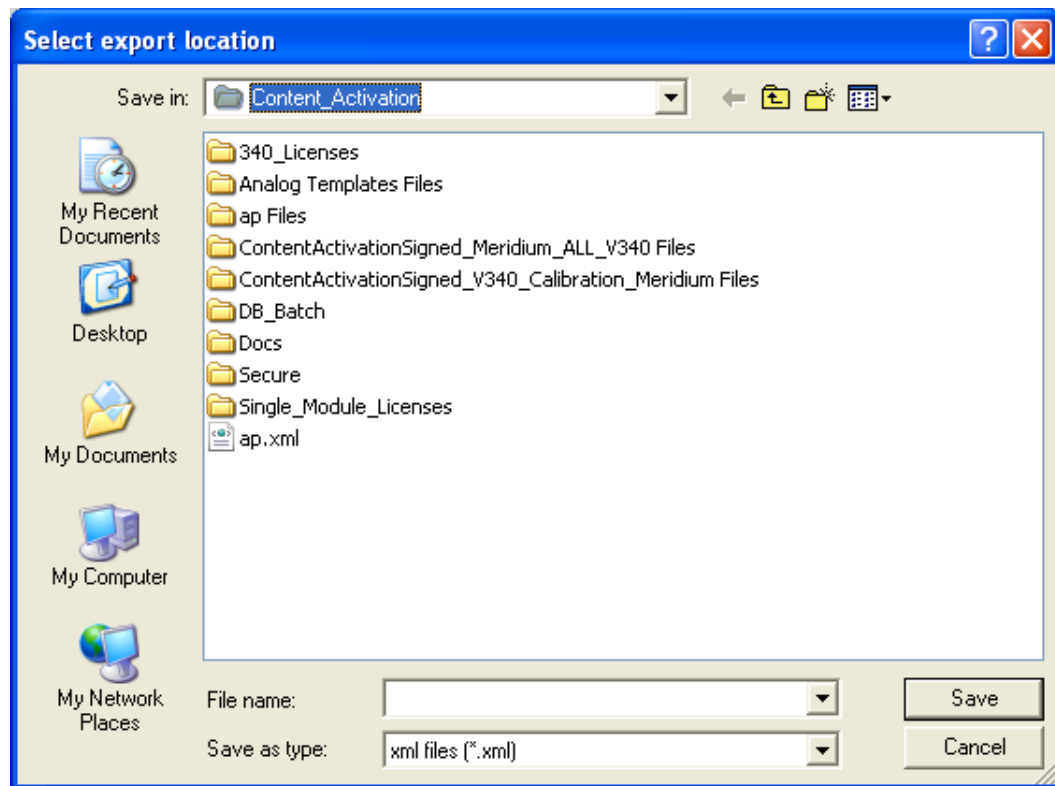 Select export location
Save in:
Content_Activation
My Recent
Documents
Desktop
My Documents
My Computer
My Network
Places
340_Licenses
Analog Templates Files
ap Files
ContentActivationSigned_Meridium_ALL_V340 Files
ContentActivationSigned_V340_Calibration_Meridium Files
DB_Batch
Docs
Secure
Single_Module_Licenses
ap.xml
File name:
Save
Save as type:
xml files (*.xml)
Cancel